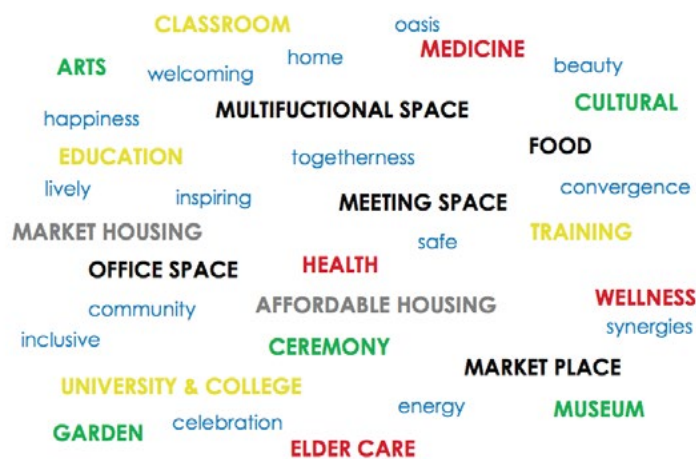 CLASSROOM
oasis
MEDICINE
home
ARTS
welcoming
beauty
CULTURAL
MULTIFUCTIONAL SPACE
happiness
FOOD
EDUCATION
togetherness
lively
inspiring
convergence
MEETING SPACE
MARKET HOUSING
TRAINING
safe
OFFICE SPACE
HEALTH
WELLNESS
community
AFFORDABLE HOUSING
synergies
inclusive
CEREMONY
MARKET PLACE
UNIVERSITY & COLLEGE
energy
MUSEUM
celebration
GARDEN
ELDER CARE